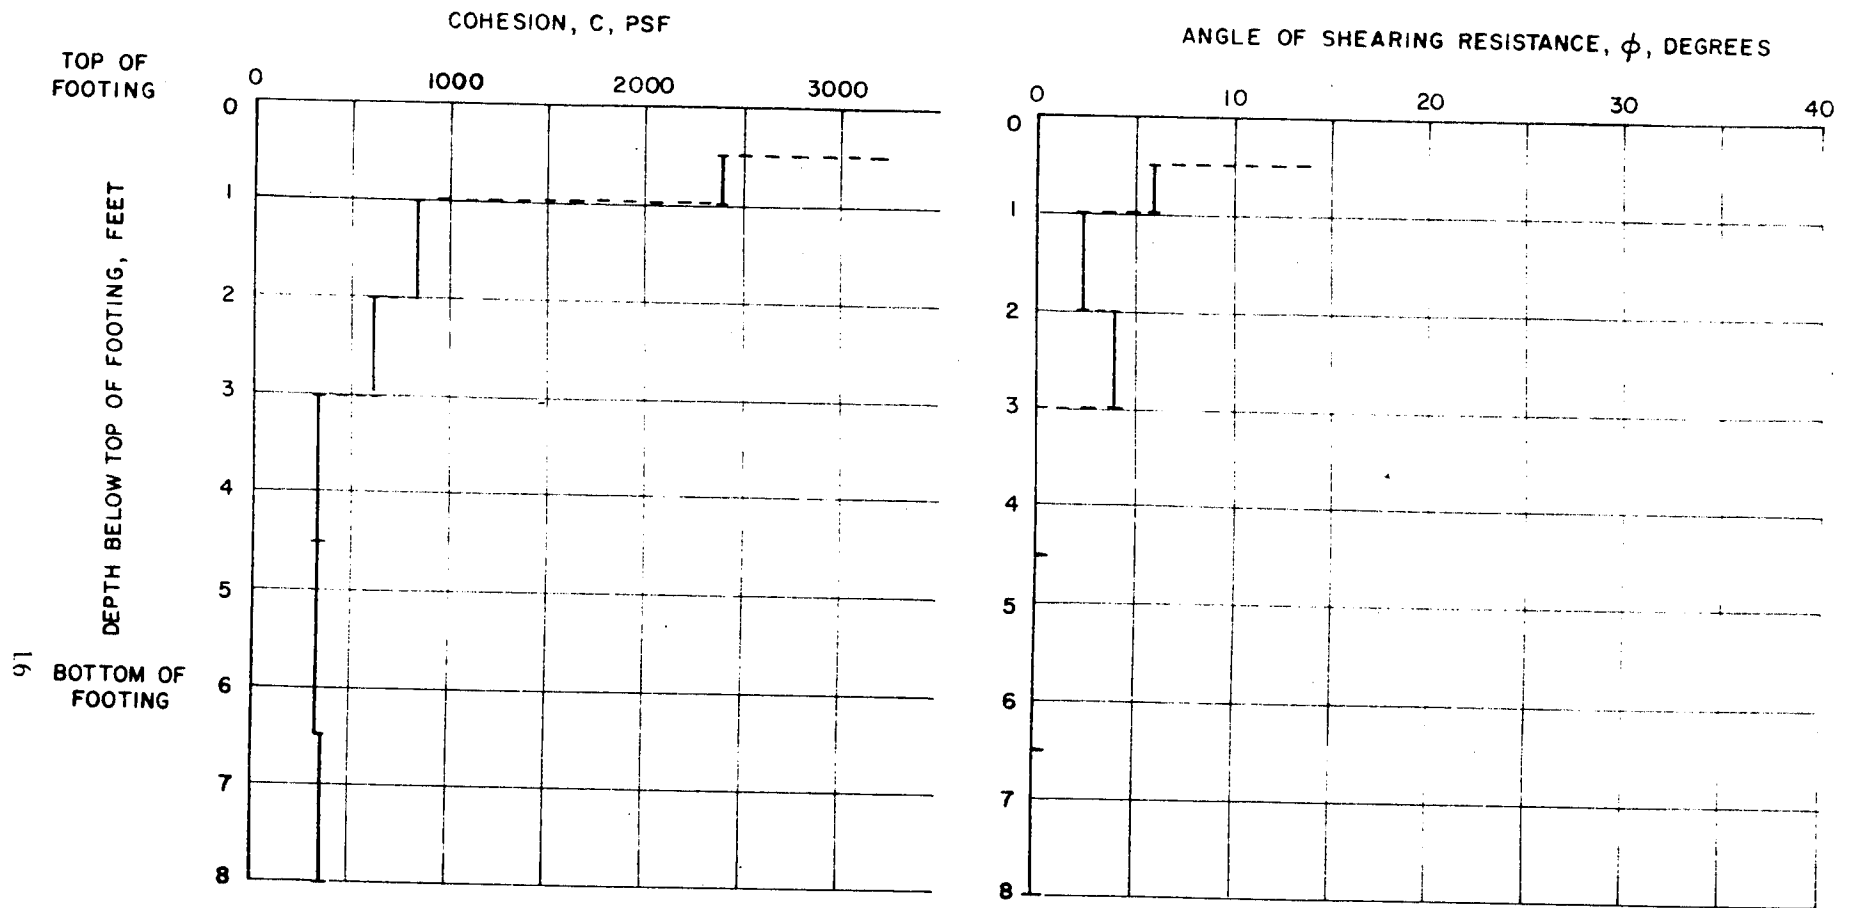 COHESION, C, PSF
TOP OF
FOOTING
0 1000 2000 3000
0
1
2
3
4
5
6
7
8
DEPTH BELOW TOP OF FOOTING, FEET
BOTTOM OF
FOOTING
16
ANGLE OF SHEARING RESISTANCE, ϕ, DEGREES
0 10 20 30 40
0
1
2
3
4
5
6
7
8